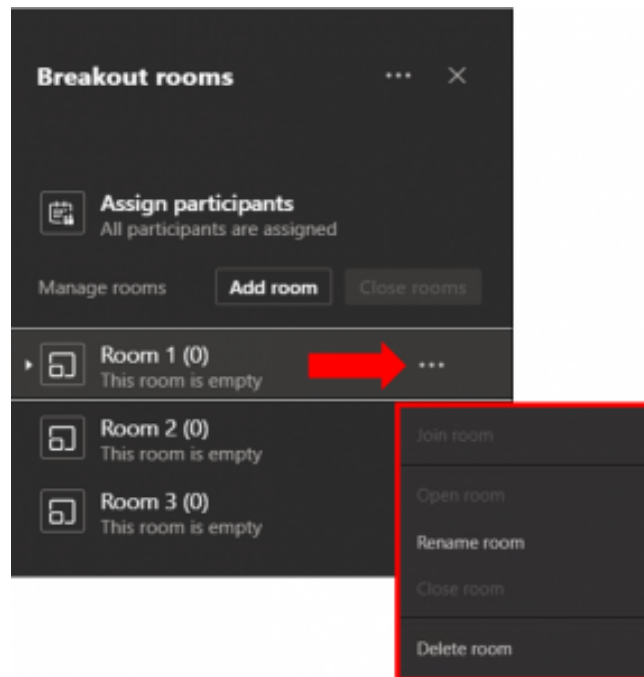 Breakout rooms
Assign participants
All participants are assigned
Manage rooms Add room Close rooms
Room 1 (0)
This room is empty
Room 2 (0)
This room is empty
Room 3 (0)
This room is empty
Join room
Open room
Rename room
Close room
Delete room